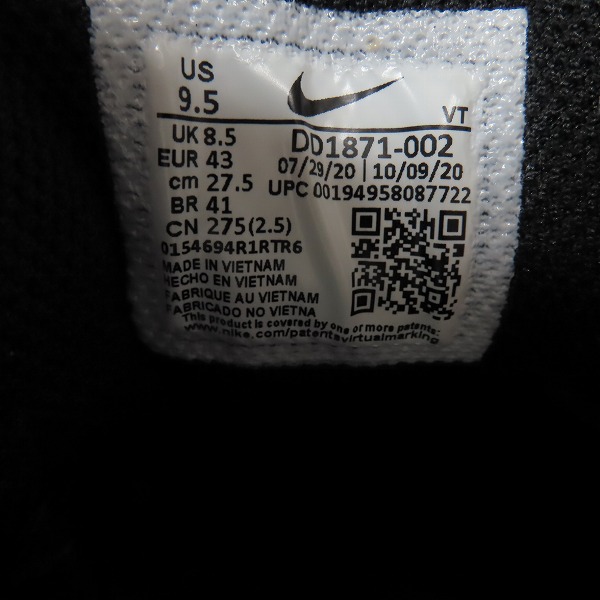 US
9.5
VT
UK 8.5
DD1871-002
EUR 43
07/29/20 | 10/09/20
cm 27.5
UPC 00194958087722
BR 41
CN 275(2.5)
0154694R1RTR6
MADE IN VIETNAM
HECHO EN VIETNAM
FABRIQUE AU VIETNAM
FABRICADO NO VIETNA
This product is covered by one or more patents:
www.nike.com/patentsvirtualmarking